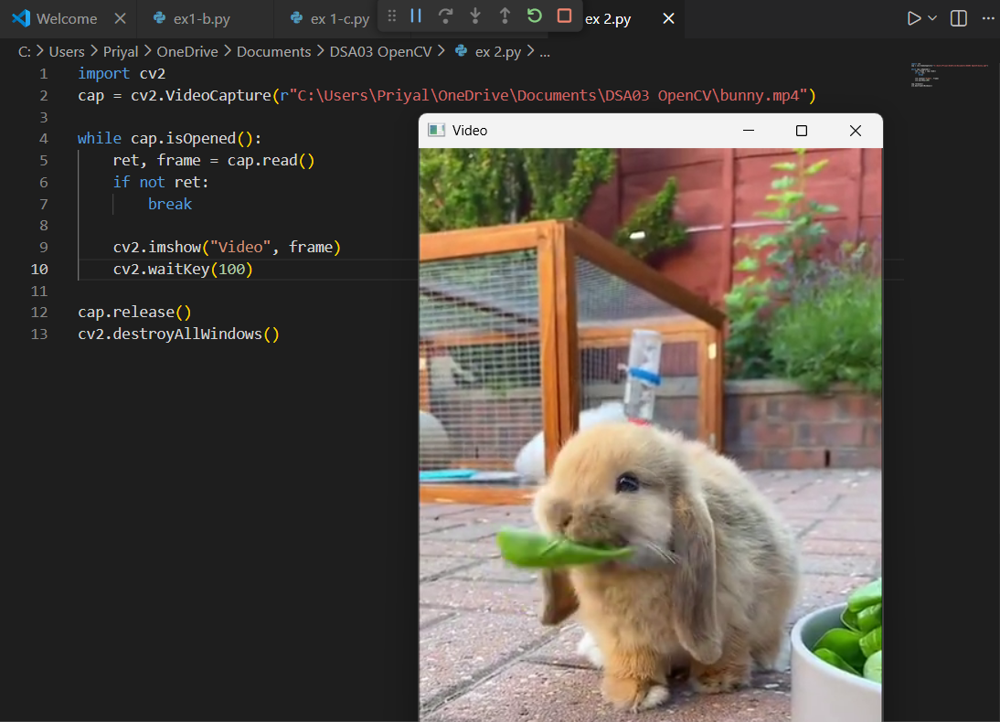 Welcome ex1-b.py ex 1-c.py ex 2.py
C: > Users > Priyal > OneDrive > Documents > DSA03 OpenCV > ex 2.py > ...
1 import cv2
2 cap = cv2.VideoCapture(r"C:\Users\Priyal\OneDrive\Documents\DSA03 OpenCV\bunny.mp4")
3
4 while cap.isOpened():
5     ret, frame = cap.read()
6     if not ret:
7         break
8
9     cv2.imshow("Video", frame)
10     cv2.waitKey(100)
11
12 cap.release()
13 cv2.destroyAllWindows()
Video